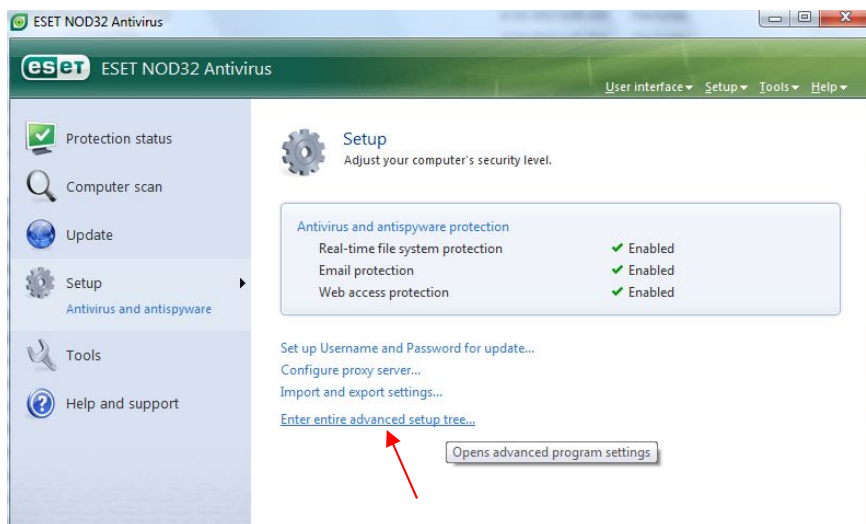 ESET NOD32 Antivirus
eset ESET NOD32 Antivirus
User interface Setup Tools Help
Protection status
Computer scan
Update
Setup
Antivirus and antispyware
Tools
Help and support
Setup
Adjust your computer's security level.
Antivirus and antispyware protection
Real-time file system protection Enabled
Email protection Enabled
Web access protection Enabled
Set up Username and Password for update...
Configure proxy server...
Import and export settings...
Enter entire advanced setup tree...
Opens advanced program settings